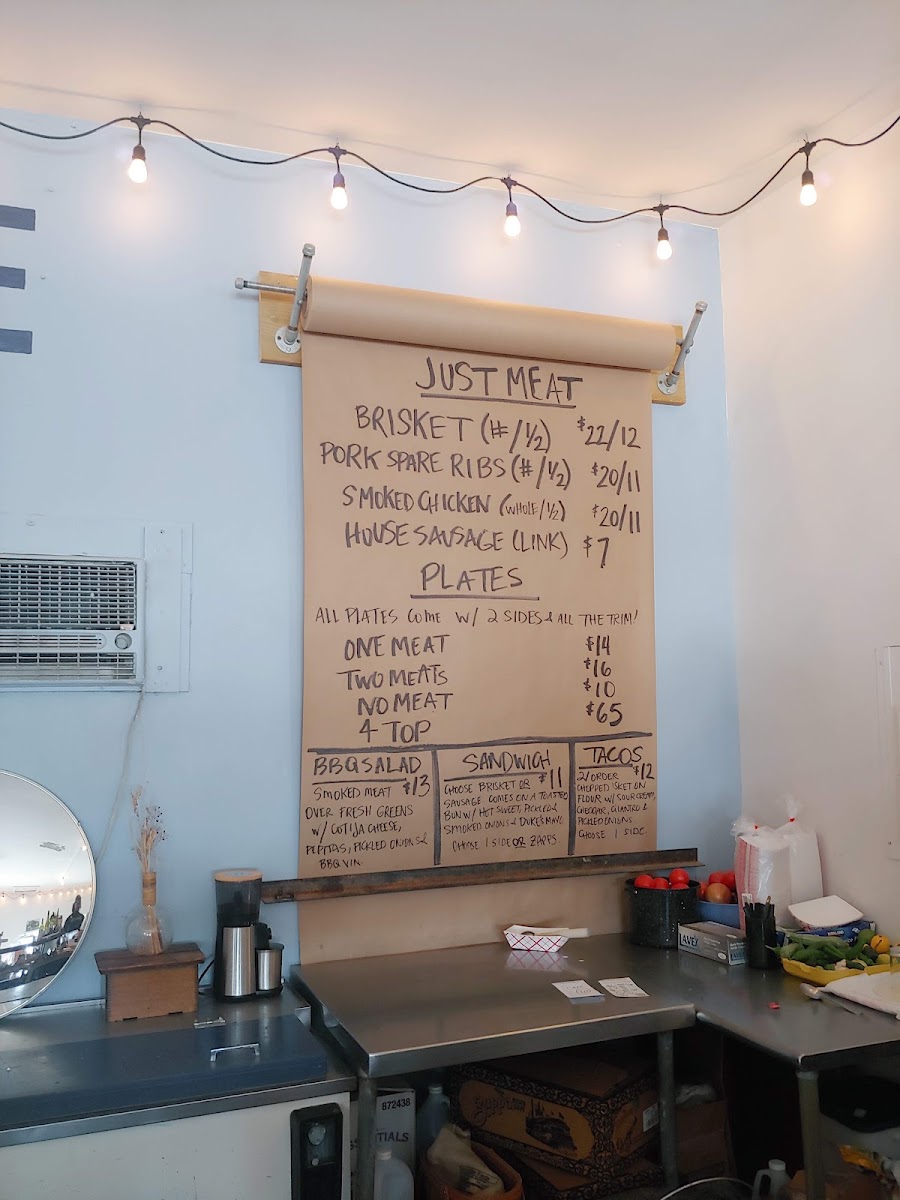 JUST MEAT
BRISKET (#/½) $22/12
PORK SPARE RIBS (#/½) $20/11
SMOKED CHICKEN (WHOLE/½) $20/11
HOUSE SAUSAGE (LINK) $7
PLATES
ALL PLATES COME W/ 2 SIDES & ALL THE TRIM!
ONE MEAT $14
TWO MEATS $16
NO MEAT $10
4 TOP $65
BBQ SALAD
SMOKED MEAT $13
OVER FRESH GREENS
W/ COTIJA CHEESE,
PEPITAS, PICKLED ONIONS &
BBQ VIN
SANDWICH
CHOOSE BRISKET OR $11
SAUSAGE. COMES ON A TOASTED
BUN W/ HOT SWEET PICKLES &
SMOKED ONIONS & DUKE'S MAYO.
CHOOSE 1 SIDE OR ZAPPS.
TACOS
2/ORDER $12
CHOPPED 'SKET ON
FLOUR W/ SOUR CREAM,
CHEDDAR, CILANTRO &
PICKLED ONIONS
CHOOSE 1 SIDE.
872438